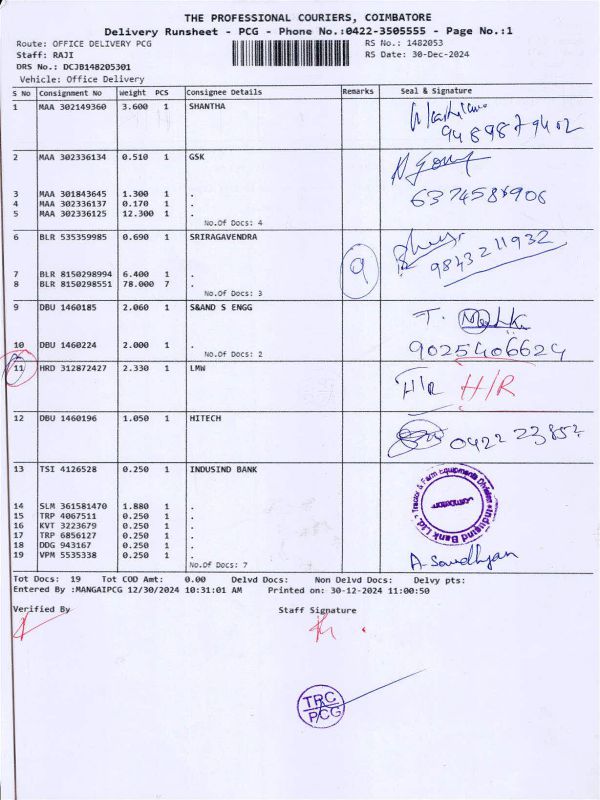 THE PROFESSIONAL COURIERS, COIMBATORE
Delivery Runsheet - PCG - Phone No.:0422-3505555 - Page No.:1
Route: OFFICE DELIVERY PCG RS No.: 1482053
Staff: RAJI RS Date: 30-Dec-2024
DRS No.: DCJB148205301
Vehicle: Office Delivery
S No Consignment No Weight PCS Consignee Details Remarks Seal & Signature
1 MAA 302149360 3.600 1 SHANTHA
2 MAA 302336134 0.510 1 GSK
3 MAA 301843645 1.300 1 .
4 MAA 302336137 0.170 1 .
5 MAA 302336125 12.300 1 .
No.Of Docs: 4
6 BLR 535359985 0.690 1 SRIRAGAVENDRA
9843211932
9
7 BLR 8150298994 6.400 1 .
8 BLR 8150298551 78.000 7 .
No.Of Docs: 3
9 DBU 1460185 2.060 1 S&AND S ENGG
10 DBU 1460224 2.000 1 .
9025406624
No.Of Docs: 2
11 HRD 312872427 2.330 1 LMW H/R H/R
12 DBU 1460196 1.050 1 HITECH
13 TSI 4126528 0.250 1 INDUSIND BANK
Tractor & Farm Equipments Division
Indusind Bank Ltd.
Coimbatore
14 SLM 361581470 1.880 1 .
15 TRP 4067511 0.250 1 .
16 KVT 3223679 0.250 1 .
17 TRP 6856127 0.250 1 .
18 DDG 943167 0.250 1 .
19 VPM 5535338 0.250 1 .
No.Of Docs: 7
Tot Docs: 19 Tot COD Amt: 0.00 Delvd Docs: Non Delvd Docs: Delvy pts:
Entered By :MANGAIPCG 12/30/2024 10:31:01 AM Printed on: 30-12-2024 11:00:50
Verified By Staff Signature
TRC
PCG